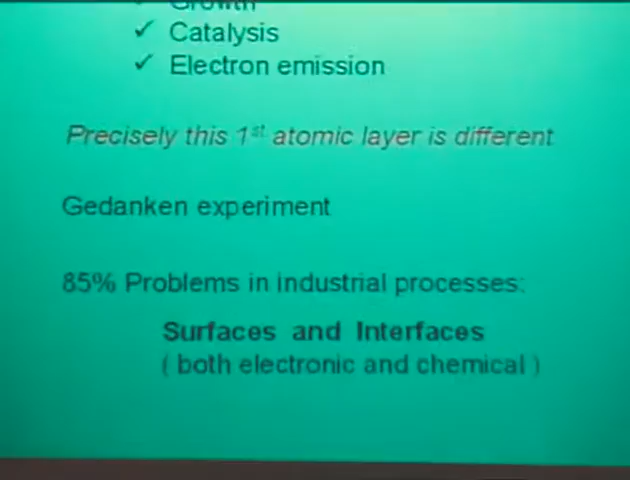 Growth
✓ Catalysis
✓ Electron emission
Precisely this 1st atomic layer is different
Gedanken experiment
85% Problems in industrial processes:
Surfaces and Interfaces
( both electronic and chemical )